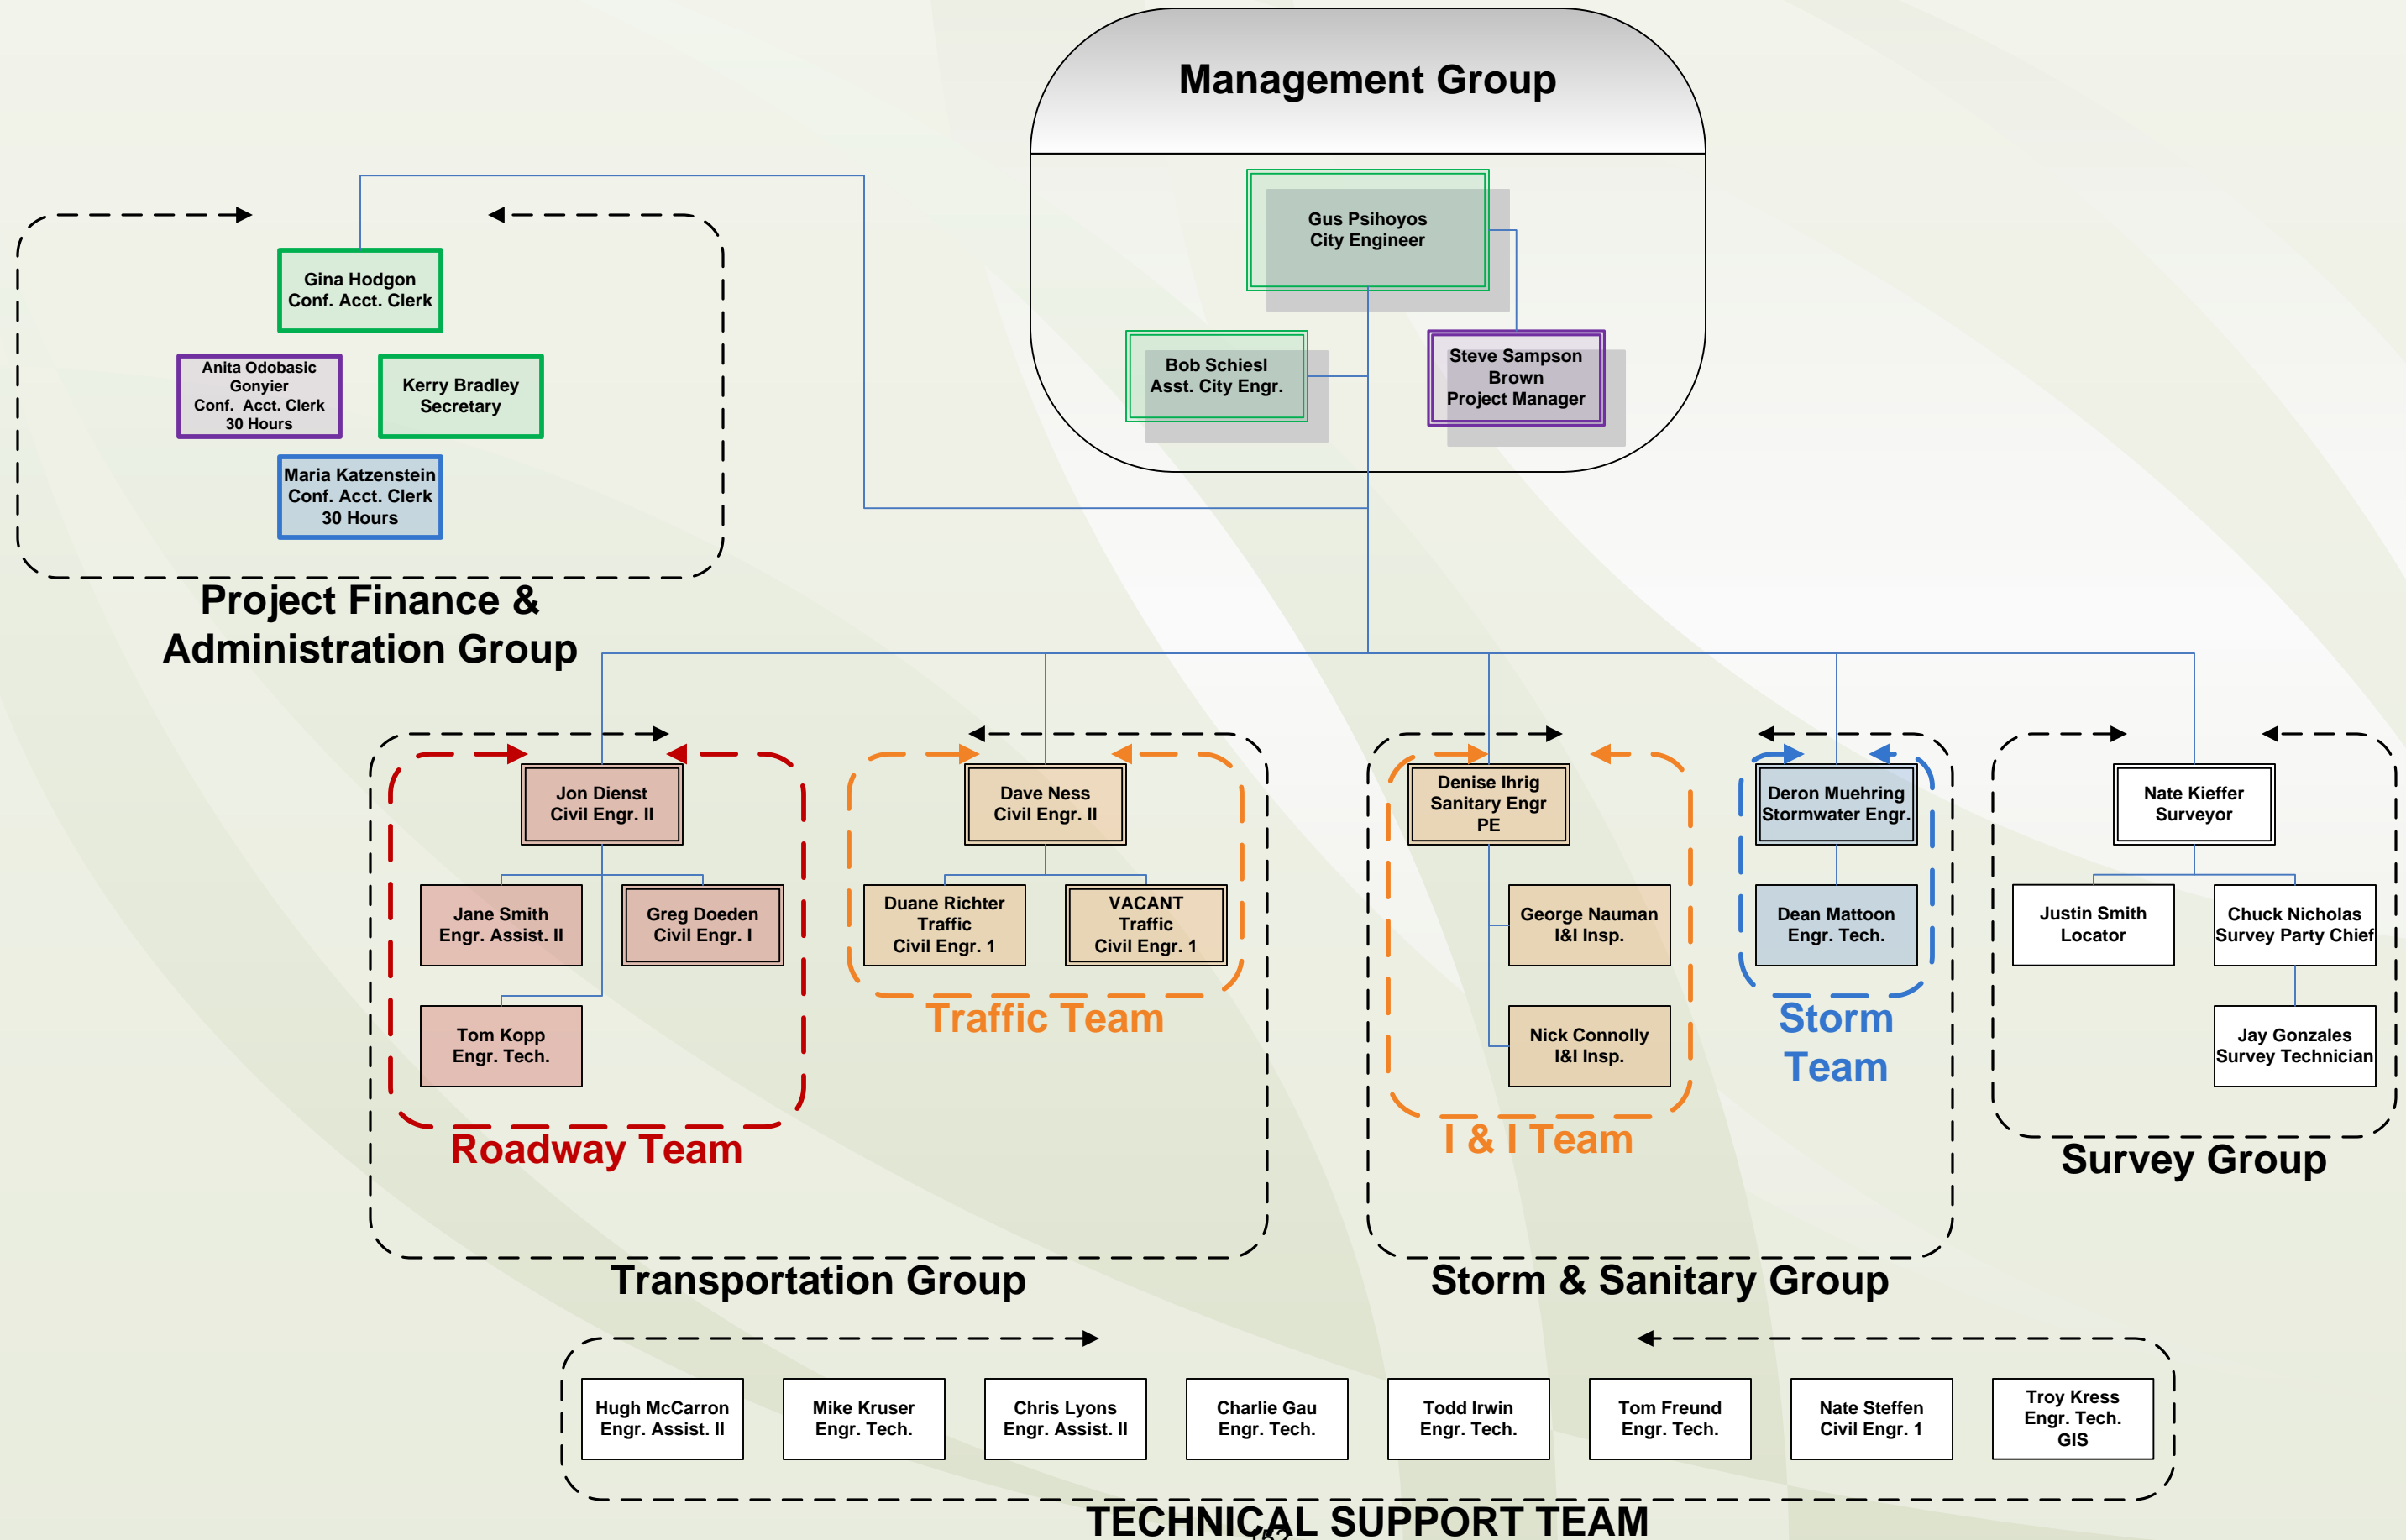 Management Group
Gus Psihoyos
City Engineer
Bob Schiesl
Asst. City Engr.
Steve Sampson
Brown
Project Manager
Gina Hodgon
Conf. Acct. Clerk
Anita Odobasic
Gonyier
Conf. Acct. Clerk
30 Hours
Kerry Bradley
Secretary
Maria Katzenstein
Conf. Acct. Clerk
30 Hours
Project Finance &
Administration Group
Jon Dienst
Civil Engr. II
Jane Smith
Engr. Assist. II
Greg Doeden
Civil Engr. I
Tom Kopp
Engr. Tech.
Roadway Team
Dave Ness
Civil Engr. II
Duane Richter
Traffic
Civil Engr. 1
VACANT
Traffic
Civil Engr. 1
Traffic Team
Transportation Group
Denise Ihrig
Sanitary Engr
PE
George Nauman
I&I Insp.
Nick Connolly
I&I Insp.
I & I Team
Deron Muehring
Stormwater Engr.
Dean Mattoon
Engr. Tech.
Storm
Team
Storm & Sanitary Group
Nate Kieffer
Surveyor
Justin Smith
Locator
Chuck Nicholas
Survey Party Chief
Jay Gonzales
Survey Technician
Survey Group
Hugh McCarron
Engr. Assist. II
Mike Kruser
Engr. Tech.
Chris Lyons
Engr. Assist. II
Charlie Gau
Engr. Tech.
Todd Irwin
Engr. Tech.
Tom Freund
Engr. Tech.
Nate Steffen
Civil Engr. 1
Troy Kress
Engr. Tech.
GIS
TECHNICAL SUPPORT TEAM
152